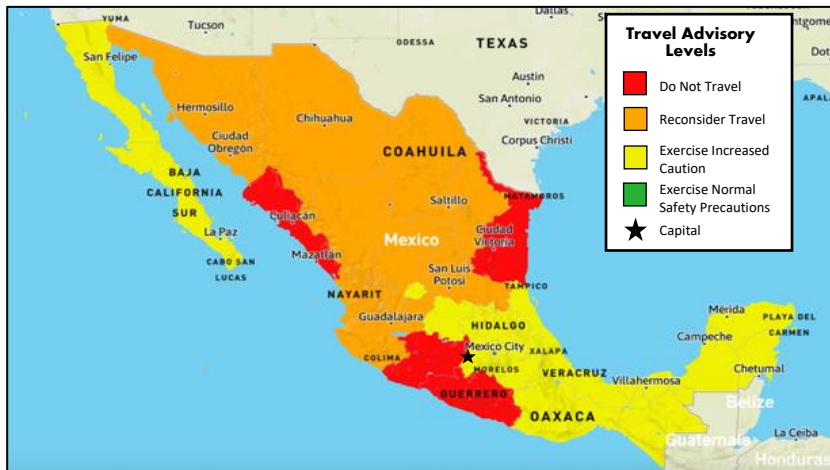 YUMA
Tucson
Dallas
ODESSA
TEXAS
San Felipe
Austin
San Antonio
Hermosillo
Chihuahua
VICTORIA
Corpus Christi
Ciudad
Obregón
COAHUILA
BAJA
CALIFORNIA
SUR
Culiacán
Saltillo
MATAMOROS
La Paz
Mazatlán
Mexico
Ciudad
Victoria
CABO SAN
LUCAS
San Luis
Potosí
TAMPICO
NAYARIT
Guadalajara
HIDALGO
Mérida
PLAYA DEL
CARMEN
COLIMA
Mexico City
XALAPA
Campeche
MORELOS
VERACRUZ
Villahermosa
Chetumal
GUERRERO
OAXACA
Belize
Guatemala
La Ceiba
Honduras
Travel Advisory
Levels
Do Not Travel
Reconsider Travel
Exercise Increased
Caution
Exercise Normal
Safety Precautions
Capital